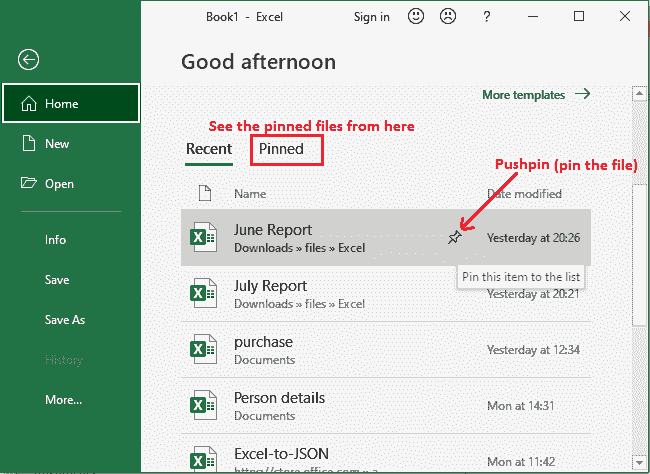 Book1 - Excel
Sign in
?
Good afternoon
Home
New
Open
Info
Save
Save As
History
More...
More templates
See the pinned files from here
Recent
Pinned
Pushpin (pin the file)
Name
Date modified
June Report
Downloads » files » Excel
Yesterday at 20:26
Pin this item to the list
July Report
Downloads » files » Excel
Yesterday at 20:21
purchase
Documents
Yesterday at 12:34
Person details
Documents
Mon at 14:31
Excel-to-JSON
Mon at 11:42